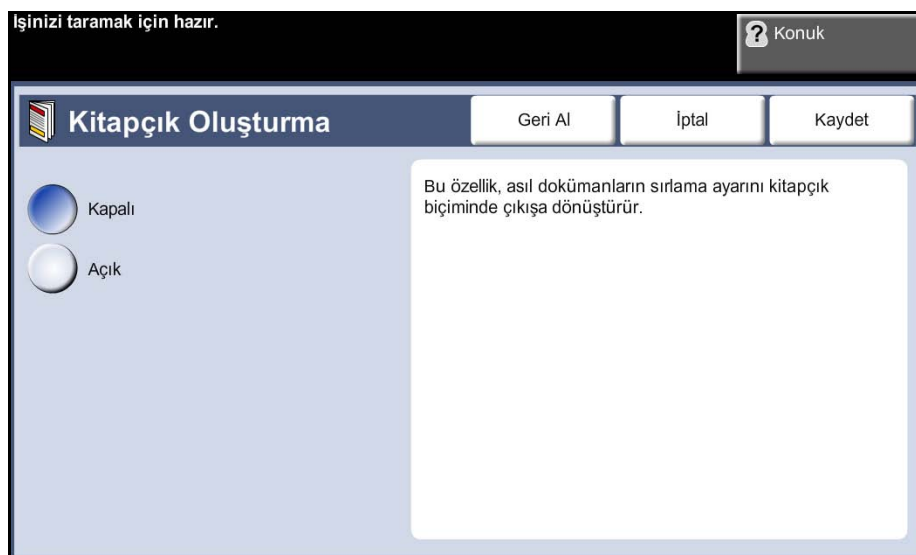 İşinizi taramak için hazır.
? Konuk
Kitapçık Oluşturma
Geri Al
İptal
Kaydet
Kapalı
Açık
Bu özellik, asıl dokümanların sırlama ayarını kitapçık
biçiminde çıkışa dönüştürür.